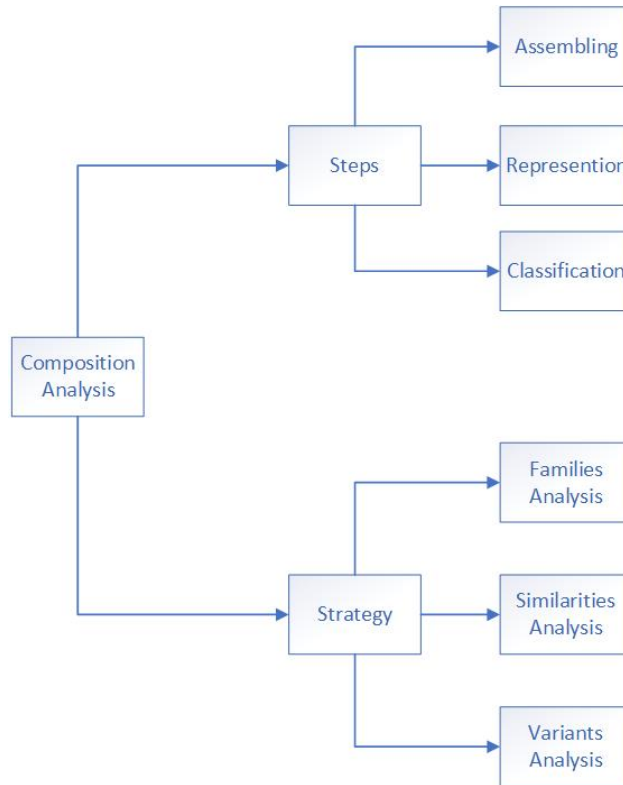 Assembling
Steps
Represention
Classification
Composition
Analysis
Families
Analysis
Strategy
Similarities
Analysis
Variants
Analysis